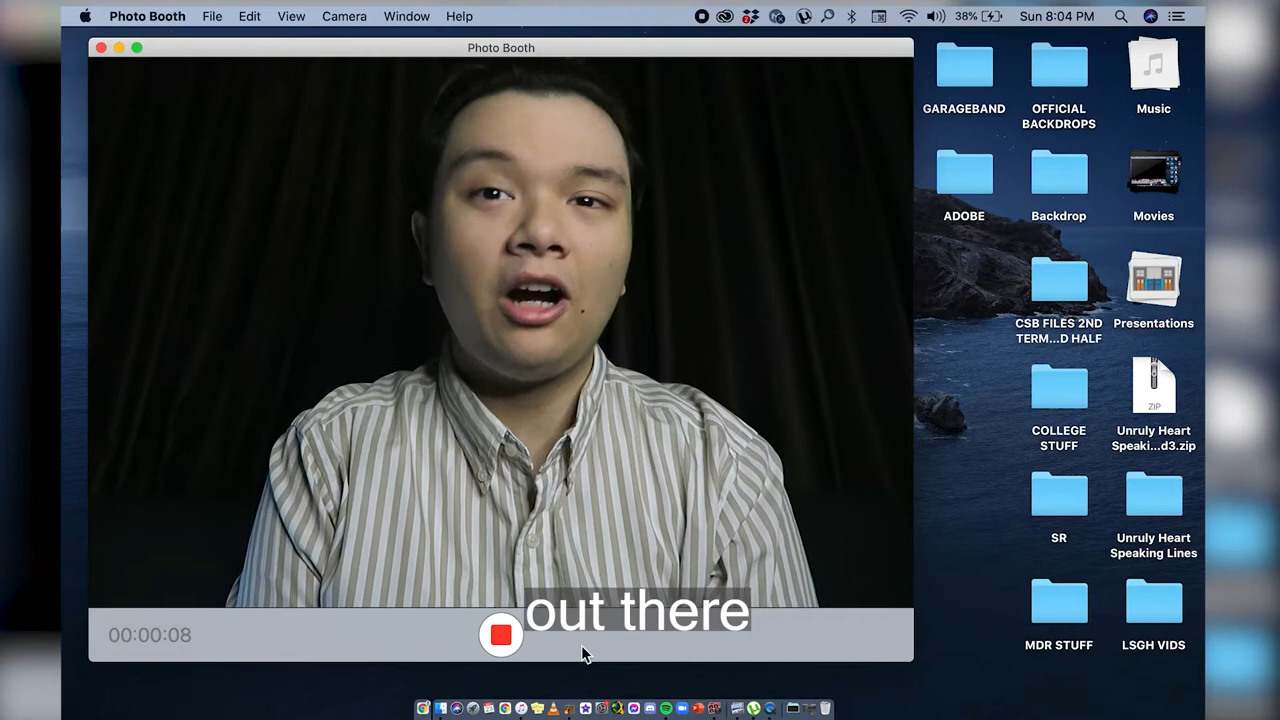 Photo Booth File Edit View Camera Window Help 38% Sun 8:04 PM
Photo Booth
GARAGEBAND
OFFICIAL
BACKDROPS
Music
ADOBE
Backdrop
Movies
CSB FILES 2ND
TERM...D HALF
Presentations
ZIP
COLLEGE
STUFF
Unruly Heart
Speaki...d3.zip
SR
Unruly Heart
Speaking Lines
MDR STUFF
LSGH VIDS
out there
00:00:08